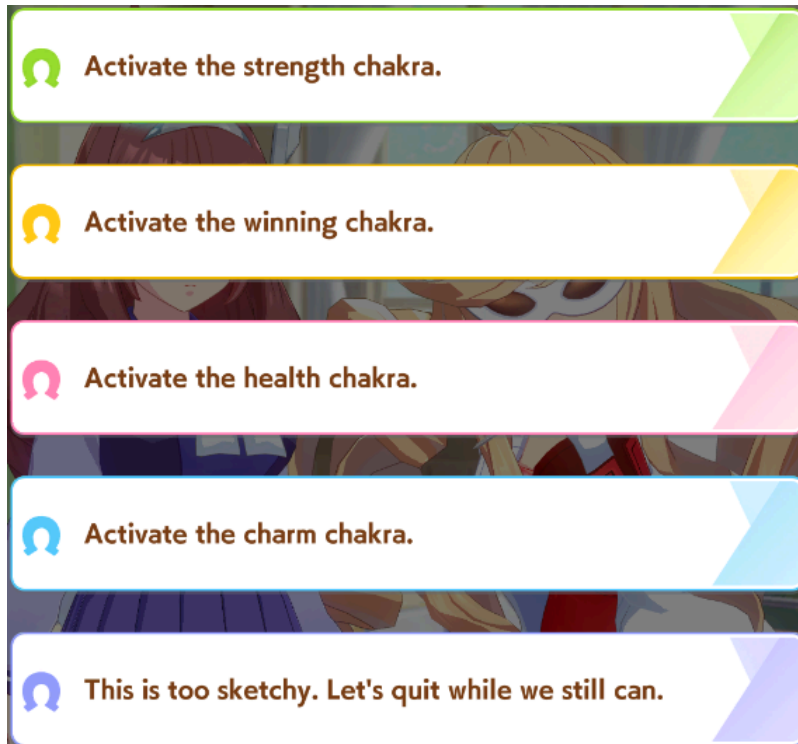 Activate the strength chakra.
Activate the winning chakra.
Activate the health chakra.
Activate the charm chakra.
This is too sketchy. Let's quit while we still can.